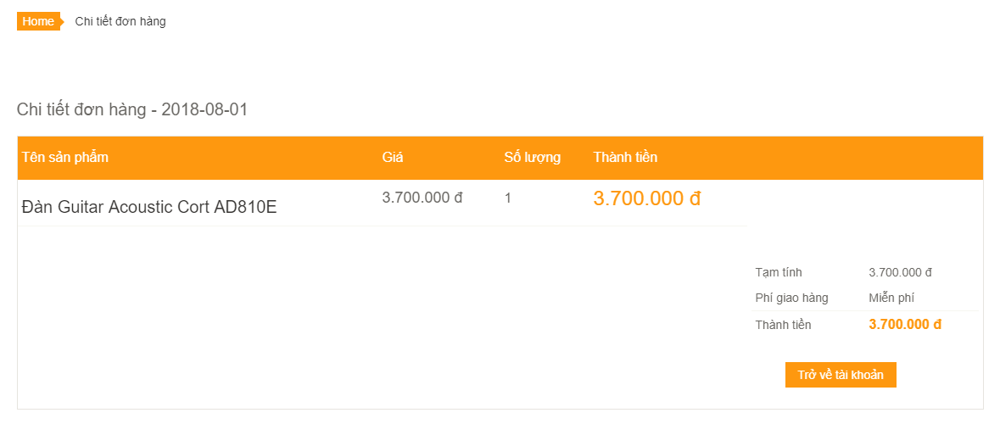 Home Chi tiết đơn hàng
Chi tiết đơn hàng - 2018-08-01
Tên sản phẩm Giá Số lượng Thành tiền
Đàn Guitar Acoustic Cort AD810E 3.700.000 đ 1 3.700.000 đ
Tạm tính 3.700.000 đ
Phí giao hàng Miễn phí
Thành tiền 3.700.000 đ
Trở về tài khoản